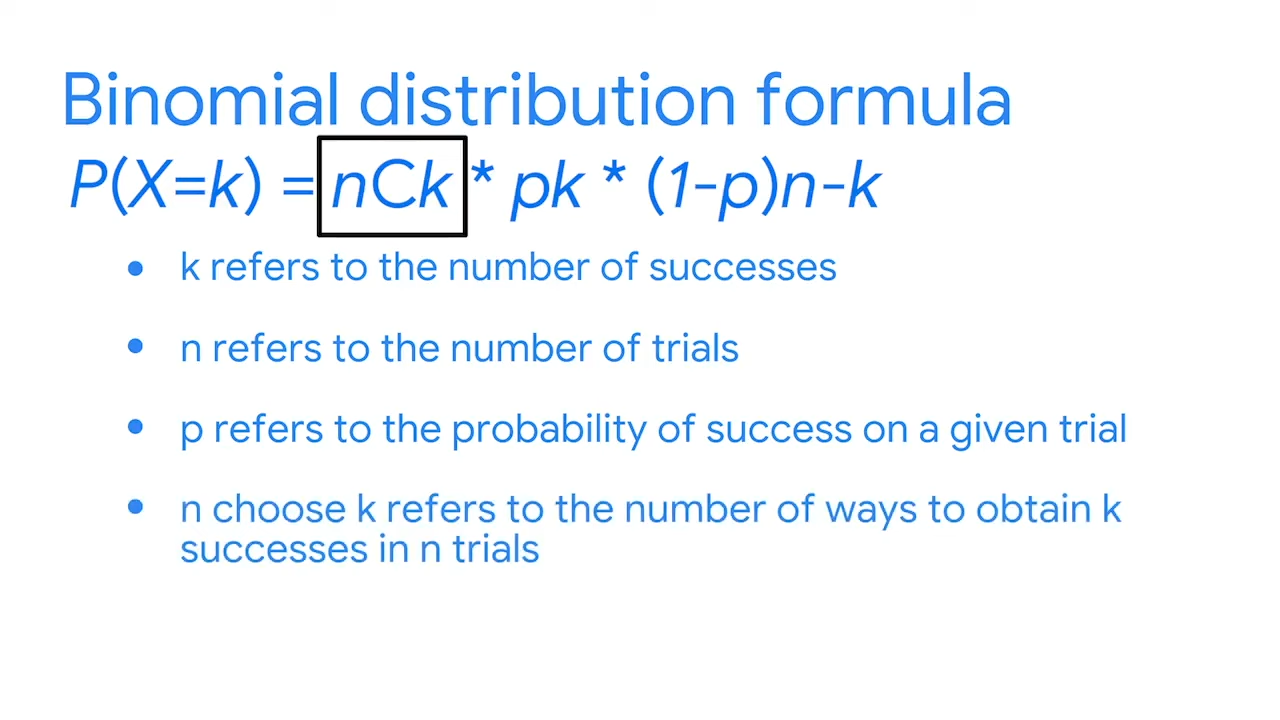 Binomial distribution formula
P(X=k) = nCk * pk * (1-p)n-k
• k refers to the number of successes
• n refers to the number of trials
• p refers to the probability of success on a given trial
• n choose k refers to the number of ways to obtain k
successes in n trials